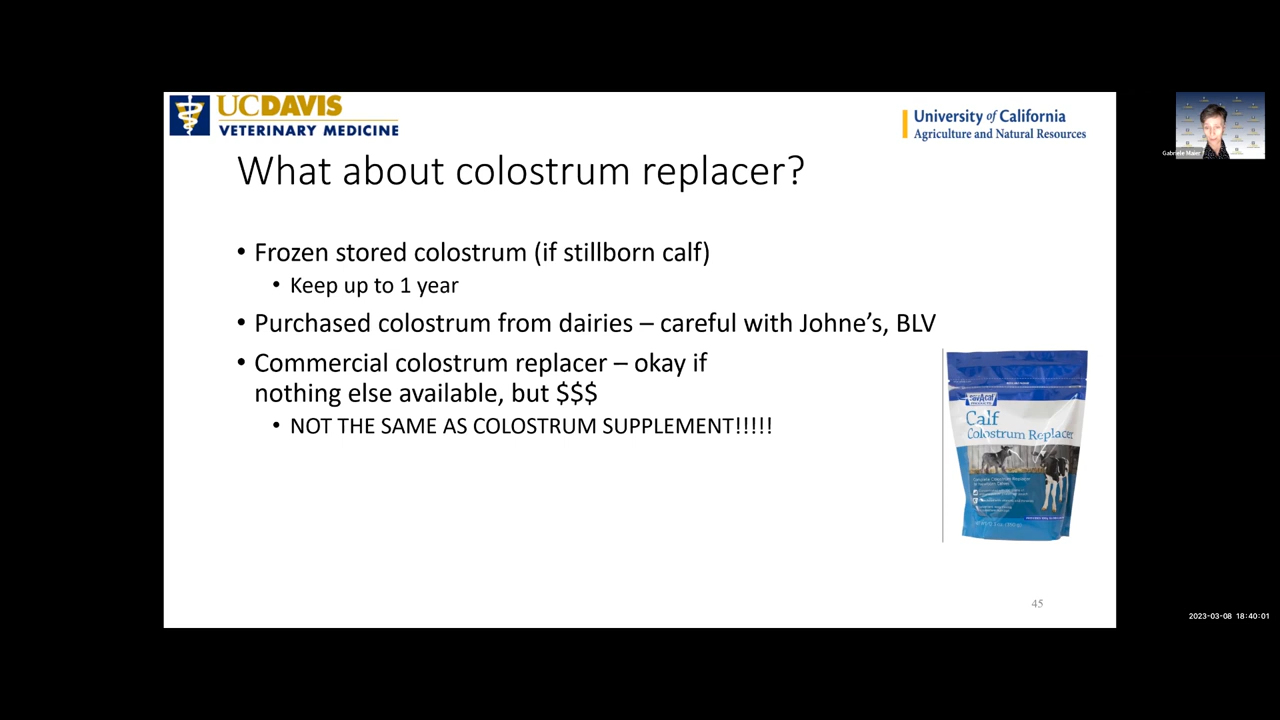 UCDAVIS
VETERINARY MEDICINE
University of California
Agriculture and Natural Resources
What about colostrum replacer?
• Frozen stored colostrum (if stillborn calf)
• Keep up to 1 year
• Purchased colostrum from dairies – careful with Johne's, BLV
• Commercial colostrum replacer – okay if
nothing else available, but $$$
• NOT THE SAME AS COLOSTRUM SUPPLEMENT!!!!!
Calf
Colostrum Replacer
45
Gabriele Maier
2023-03-08 18:40:01